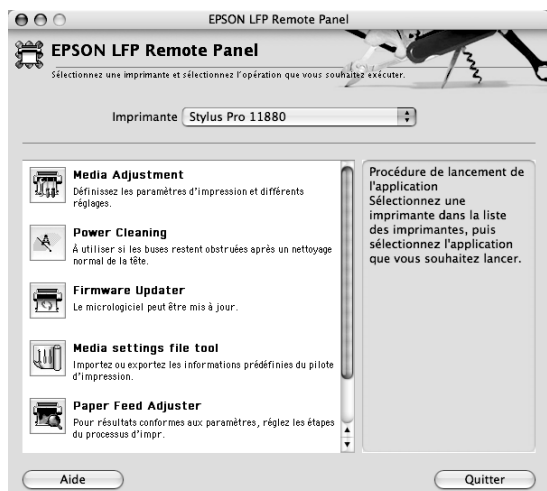 EPSON LFP Remote Panel
EPSON LFP Remote Panel
Sélectionnez une imprimante et sélectionnez l'opération que vous souhaitez exécuter.
Imprimante Stylus Pro 11880
Media Adjustment
Définissez les paramètres d'impression et différents
réglages.
Power Cleaning
À utiliser si les buses restent obstruées après un nettoyage
normal de la tête.
Firmware Updater
Le micrologiciel peut être mis à jour.
Media settings file tool
Importez ou exportez les informations prédéfinies du pilote
d'impression.
Paper Feed Adjuster
Pour résultats conformes aux paramètres, réglez les étapes
du processus d'impr.
Procédure de lancement de
l'application
Sélectionnez une
imprimante dans la liste
des imprimantes, puis
sélectionnez l'application
que vous souhaitez lancer.
Aide
Quitter